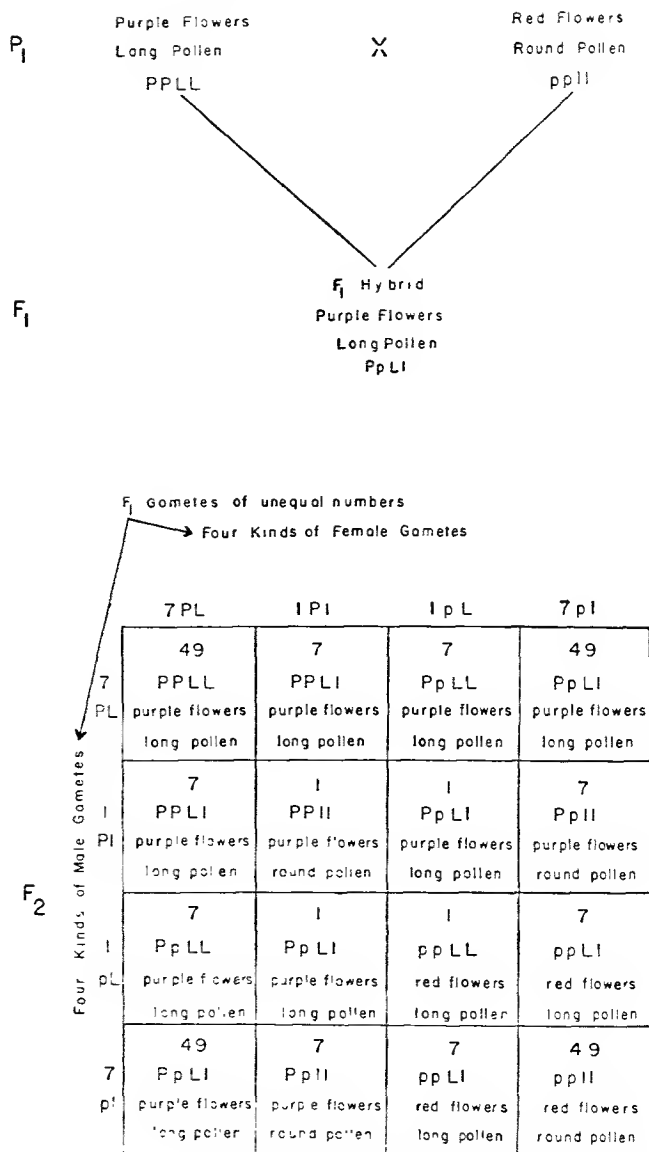 P1
Purple Flowers
Long Pollen
PPLL
X
Red Flowers
Round Pollen
ppll
F1
F1 Hybrid
Purple Flowers
Long Pollen
PpLl
F1 Gametes of unequal numbers
Four Kinds of Female Gametes
Four Kinds of Male Gametes
F2
7 PL 1 Pl 1 pL 7 pl
49 7 7 49
7 PPLL PPLl PpLL PpLl
PL purple flowers purple flowers purple flowers purple flowers
long pollen long pollen long pollen long pollen
7 1 1 7
1 PPLl PPll PpLl Ppll
Pl purple flowers purple flowers purple flowers purple flowers
long pollen round pollen long pollen round pollen
7 1 1 7
1 PpLL PpLl ppLL ppLl
pL purple flowers purple flowers red flowers red flowers
long pollen long pollen long pollen long pollen
49 7 7 49
7 PpLl Ppll ppLl ppll
pl purple flowers purple flowers red flowers red flowers
long pollen round pollen long pollen round pollen